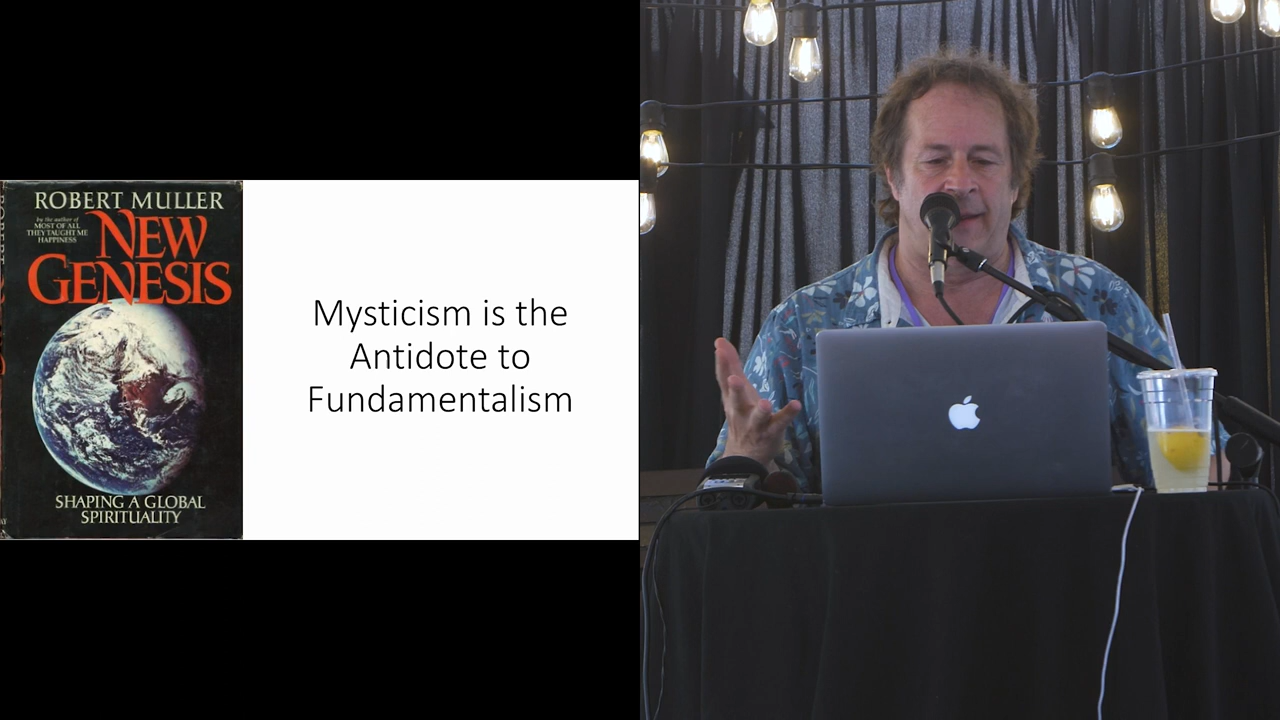 ROBERT MULLER
by the author of
MOST OF ALL
THEY TAUGHT ME
HAPPINESS
NEW
GENESIS
SHAPING A GLOBAL
SPIRITUALITY
Mysticism is the
Antidote to
Fundamentalism